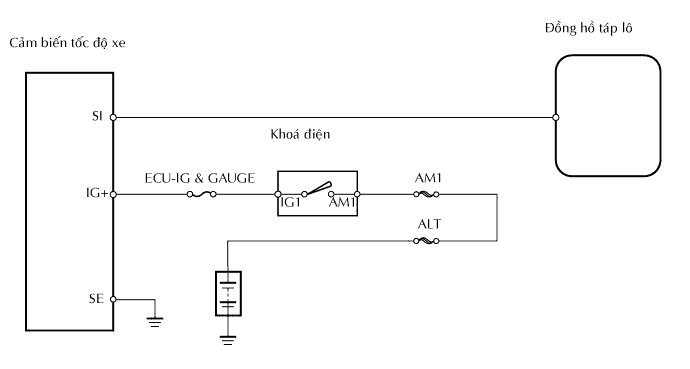 Đồng hồ táp lô
Cảm biến tốc độ xe
SI
Khoá điện
ECU-IG & GAUGE
AM1
IG+
IG1
AM1
ALT
SE